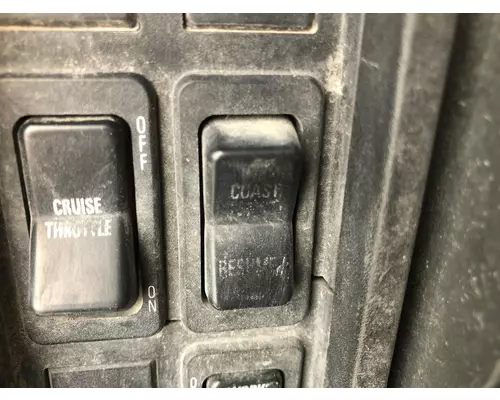 OFF
CRUISE
THROTTLE
ON
COAST
RESUME/